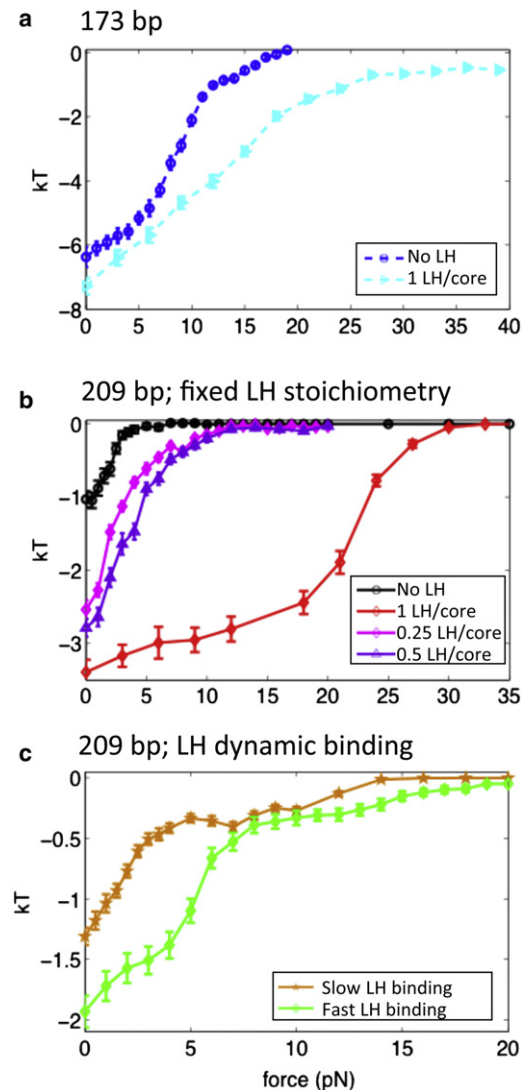 a 173 bp
0
−2
−4
−6
−8
kT
No LH
1 LH/core
0 5 10 15 20 25 30 35 40
b 209 bp; fixed LH stoichiometry
0
−1
−2
−3
kT
No LH
1 LH/core
0.25 LH/core
0.5 LH/core
0 5 10 15 20 25 30 35
c 209 bp; LH dynamic binding
0
−0.5
−1
−1.5
−2
kT
Slow LH binding
Fast LH binding
0 5 10 15 20
force (pN)